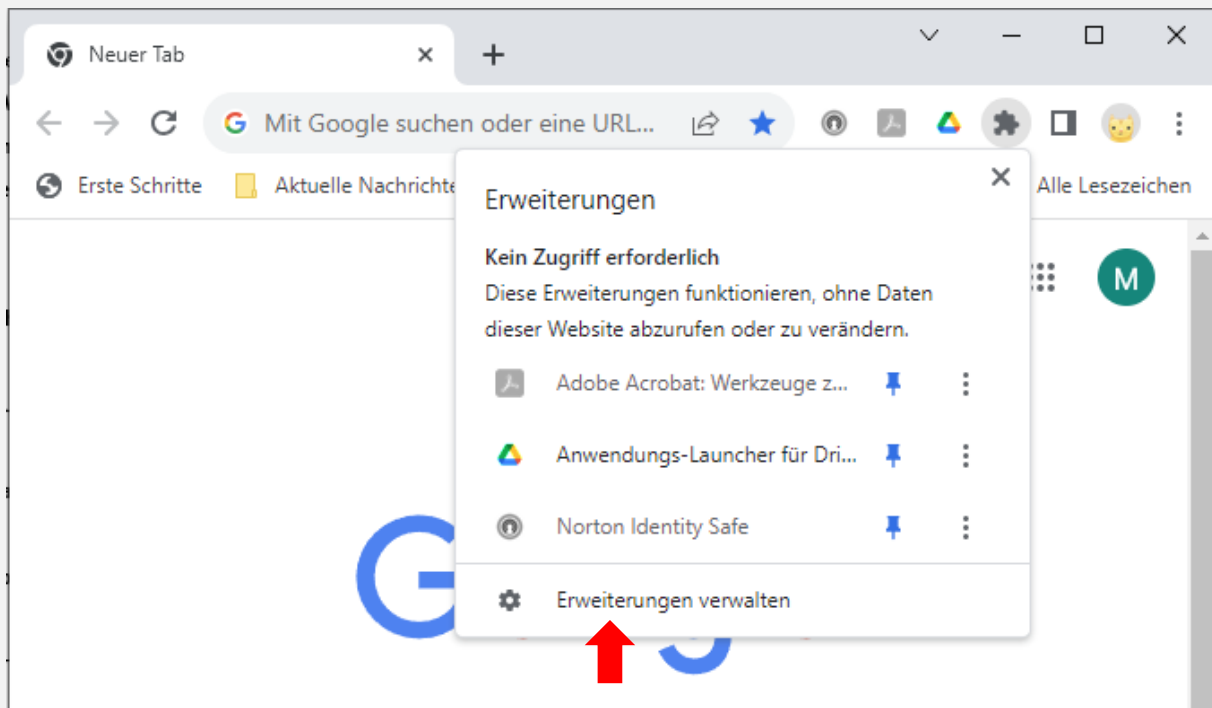 Neuer Tab
Mit Google suchen oder eine URL...
Erste Schritte
Aktuelle Nachrichte
Alle Lesezeichen
Erweiterungen
Kein Zugriff erforderlich
Diese Erweiterungen funktionieren, ohne Daten
dieser Website abzurufen oder zu verändern.
M
Adobe Acrobat: Werkzeuge z...
Anwendungs-Launcher für Dri...
Norton Identity Safe
Erweiterungen verwalten